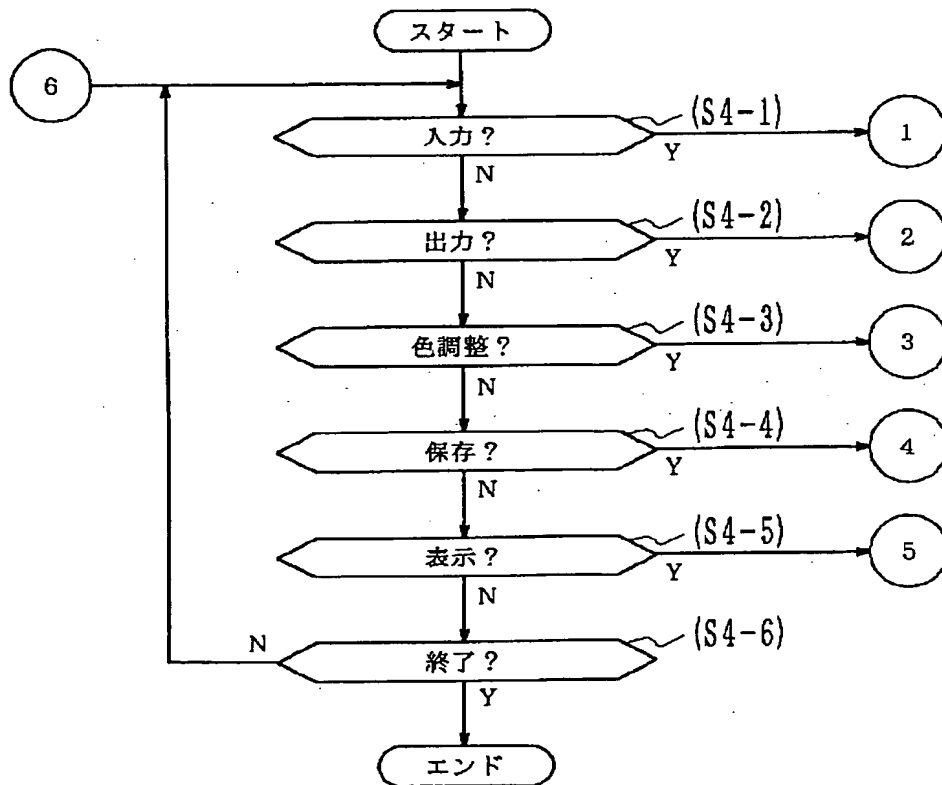 スタート
6
(S4-1)
入力?
Y
1
N
(S4-2)
出力?
Y
2
N
(S4-3)
色調整?
Y
3
N
(S4-4)
保存?
Y
4
N
(S4-5)
表示?
Y
5
N
(S4-6)
N
終了?
Y
エンド